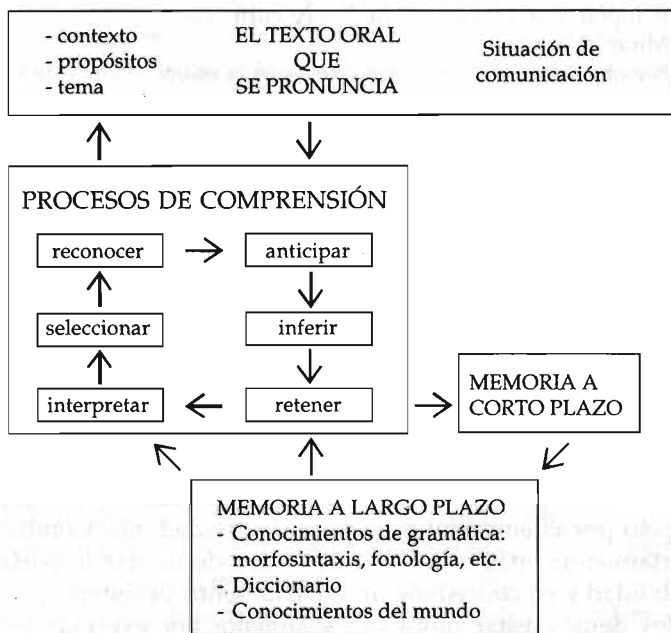 - contexto
- propósitos
- tema
EL TEXTO ORAL
QUE
SE PRONUNCIA
Situación de
comunicación
PROCESOS DE COMPRENSIÓN
reconocer
anticipar
seleccionar
inferir
interpretar
retener
MEMORIA A
CORTO PLAZO
MEMORIA A LARGO PLAZO
- Conocimientos de gramática:
morfosintaxis, fonología, etc.
- Diccionario
- Conocimientos del mundo